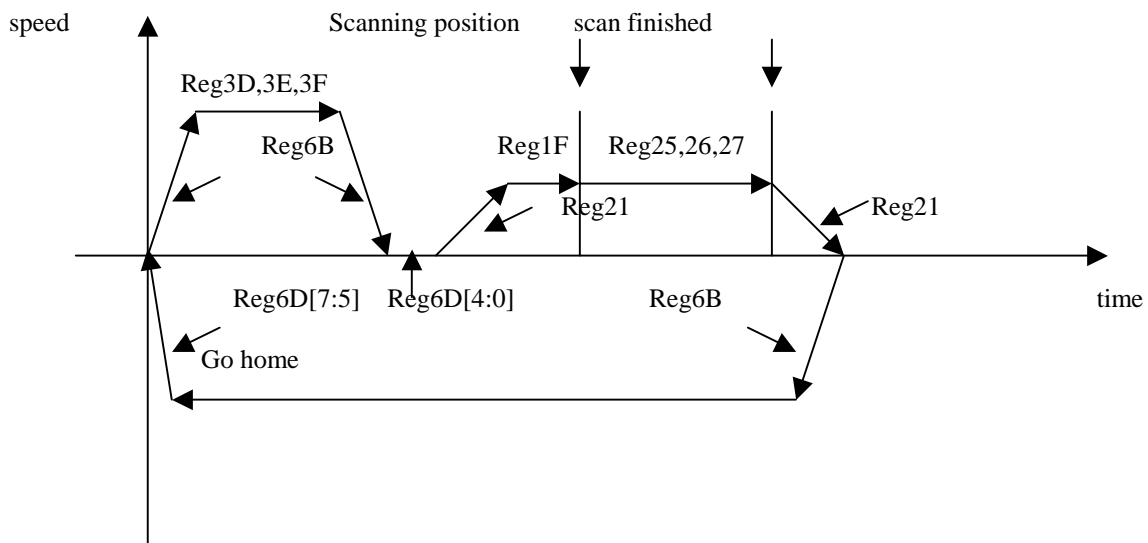 speed Scanning position scan finished
Reg3D,3E,3F
Reg6B Reg1F Reg25,26,27
Reg21 Reg21
Reg6D[7:5] Reg6D[4:0] Reg6B time
Go home